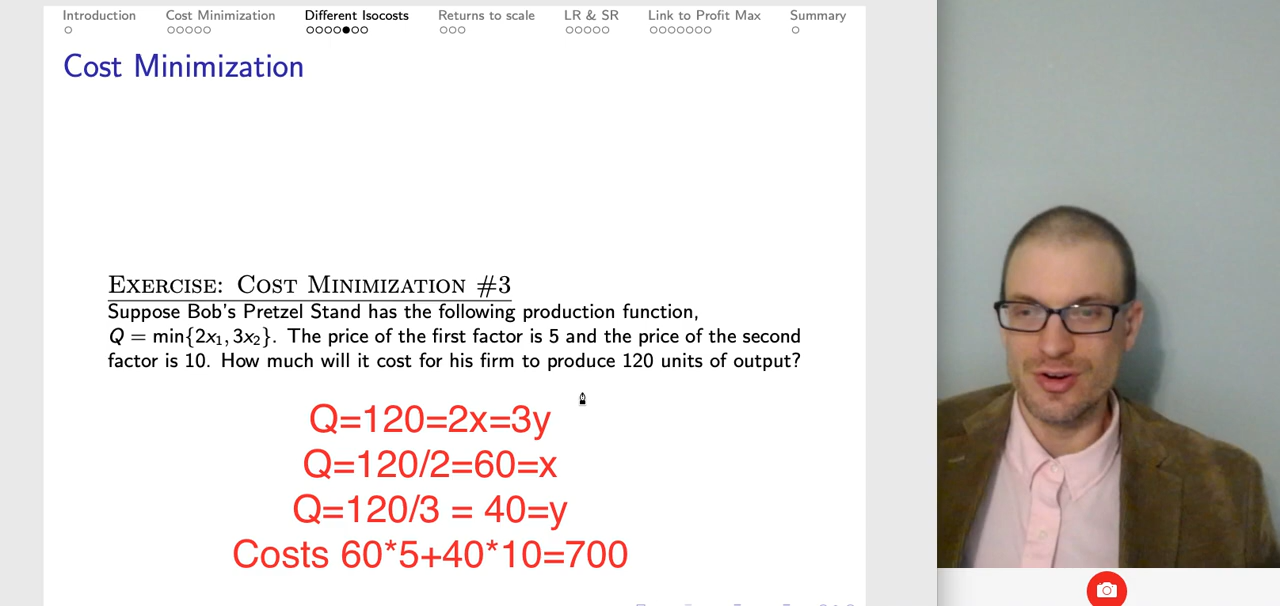 Introduction Cost Minimization Different Isocosts Returns to scale LR & SR Link to Profit Max Summary
Cost Minimization
Exercise: Cost Minimization #3
Suppose Bob's Pretzel Stand has the following production function,
Q = min{2x₁, 3x₂}. The price of the first factor is 5 and the price of the second
factor is 10. How much will it cost for his firm to produce 120 units of output?
Q=120=2x=3y
Q=120/2=60=x
Q=120/3 = 40=y
Costs 60*5+40*10=700